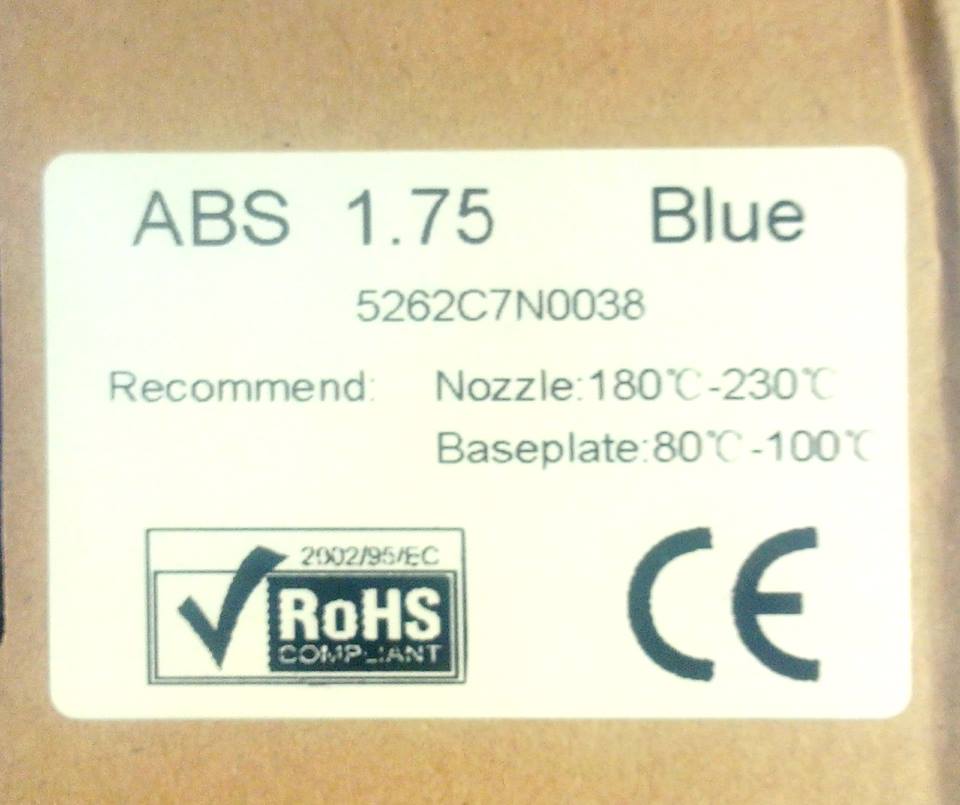 ABS 1.75 Blue
5262C7N0038
Recommend: Nozzle:180℃-230℃
Baseplate:80℃-100℃
2002/95/EC
RoHS
COMPLIANT
CE